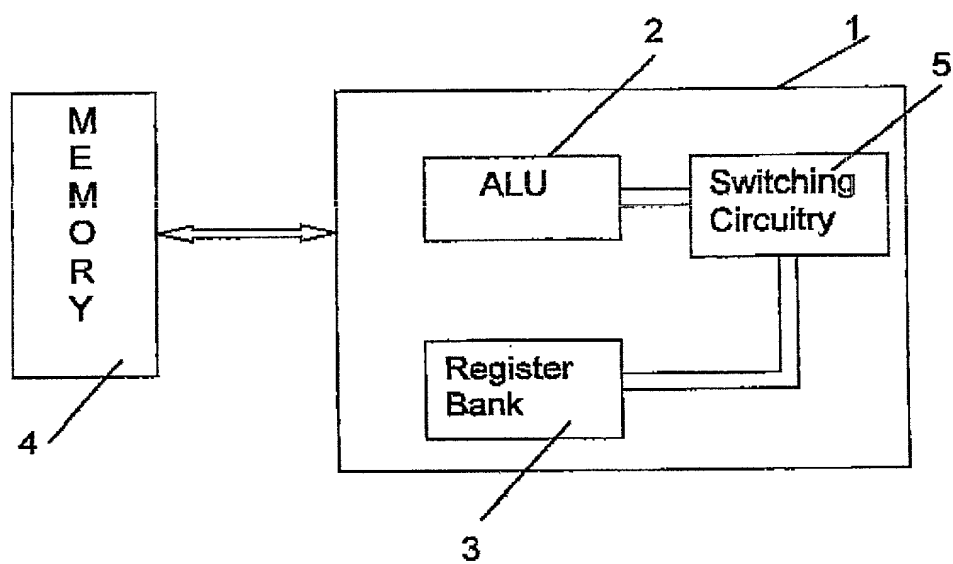 1
2
5
M
E
M
O
R
Y
ALU
Switching
Circuitry
Register
Bank
4
3